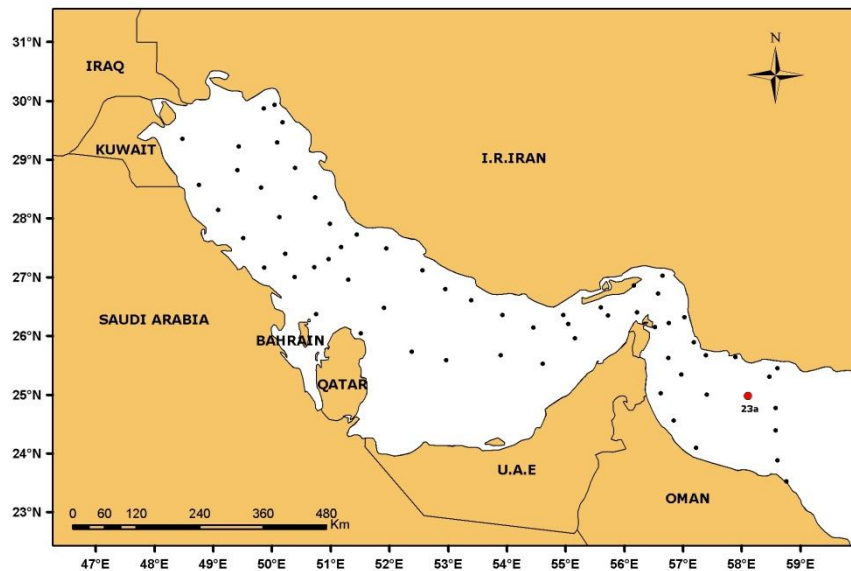 N
IRAQ
KUWAIT
I.R.IRAN
SAUDI ARABIA
BAHRAIN
QATAR
U.A.E
OMAN
23a
31°N
30°N
29°N
28°N
27°N
26°N
25°N
24°N
23°N
0 60 120 240 360 480
Km
47°E 48°E 49°E 50°E 51°E 52°E 53°E 54°E 55°E 56°E 57°E 58°E 59°E